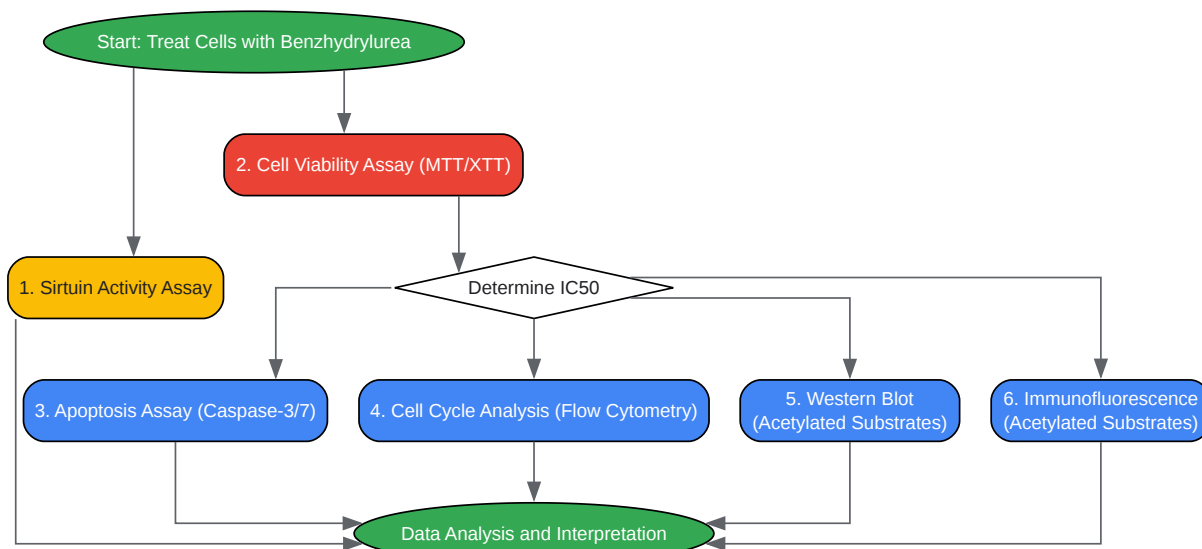 Start: Treat Cells with Benzhydrylurea
2. Cell Viability Assay (MTT/XTT)
1. Sirtuin Activity Assay
Determine IC50
3. Apoptosis Assay (Caspase-3/7)
4. Cell Cycle Analysis (Flow Cytometry)
5. Western Blot
(Acetylated Substrates)
6. Immunofluorescence
(Acetylated Substrates)
Data Analysis and Interpretation